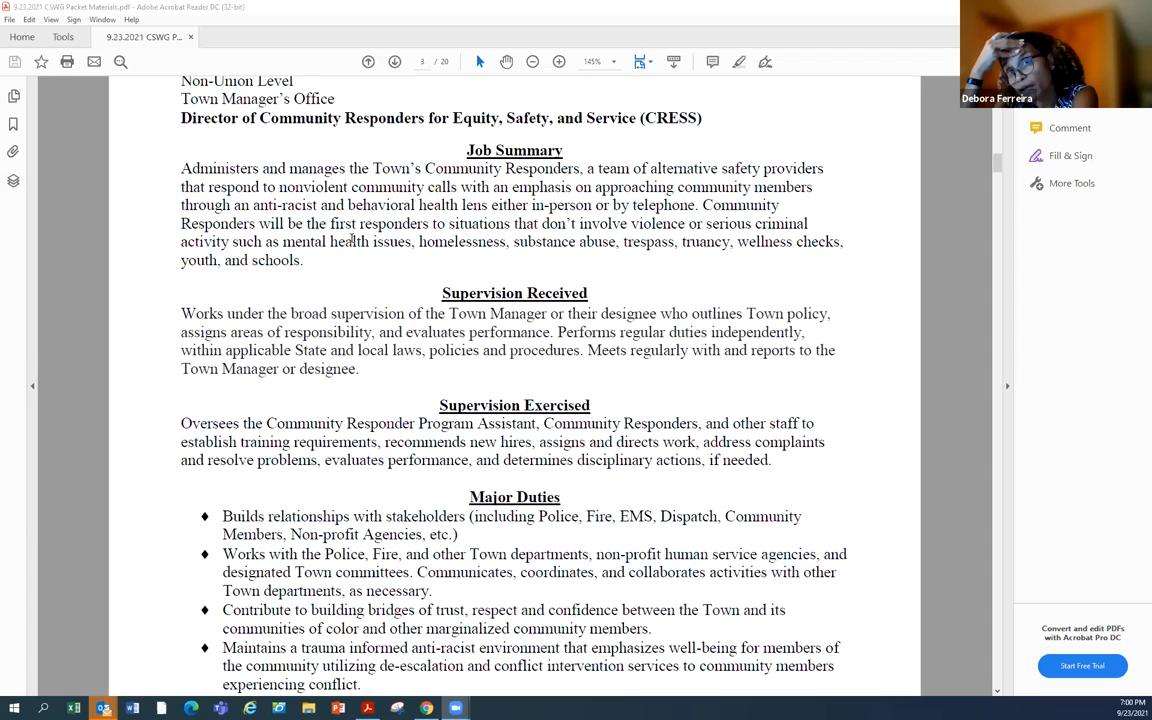 9.23.2021 CSWG Packet Materials.pdf - Adobe Acrobat Reader DC (32-bit)
File Edit View Sign Window Help
Home Tools 9.23.2021 CSWG P... ×
3 / 20 145%
Debora Ferreira
Comment
Fill & Sign
More Tools
Non-Union Level
Town Manager's Office
Director of Community Responders for Equity, Safety, and Service (CRESS)
Job Summary
Administers and manages the Town's Community Responders, a team of alternative safety providers
that respond to nonviolent community calls with an emphasis on approaching community members
through an anti-racist and behavioral health lens either in-person or by telephone. Community
Responders will be the first responders to situations that don't involve violence or serious criminal
activity such as mental health issues, homelessness, substance abuse, trespass, truancy, wellness checks,
youth, and schools.
Supervision Received
Works under the broad supervision of the Town Manager or their designee who outlines Town policy,
assigns areas of responsibility, and evaluates performance. Performs regular duties independently,
within applicable State and local laws, policies and procedures. Meets regularly with and reports to the
Town Manager or designee.
Supervision Exercised
Oversees the Community Responder Program Assistant, Community Responders, and other staff to
establish training requirements, recommends new hires, assigns and directs work, address complaints
and resolve problems, evaluates performance, and determines disciplinary actions, if needed.
Major Duties
♦ Builds relationships with stakeholders (including Police, Fire, EMS, Dispatch, Community
Members, Non-profit Agencies, etc.)
♦ Works with the Police, Fire, and other Town departments, non-profit human service agencies, and
designated Town committees. Communicates, coordinates, and collaborates activities with other
Town departments, as necessary.
♦ Contribute to building bridges of trust, respect and confidence between the Town and its
communities of color and other marginalized community members.
♦ Maintains a trauma informed anti-racist environment that emphasizes well-being for members of
the community utilizing de-escalation and conflict intervention services to community members
experiencing conflict.
Convert and edit PDFs
with Acrobat Pro DC
Start Free Trial
7:00 PM
9/23/2021